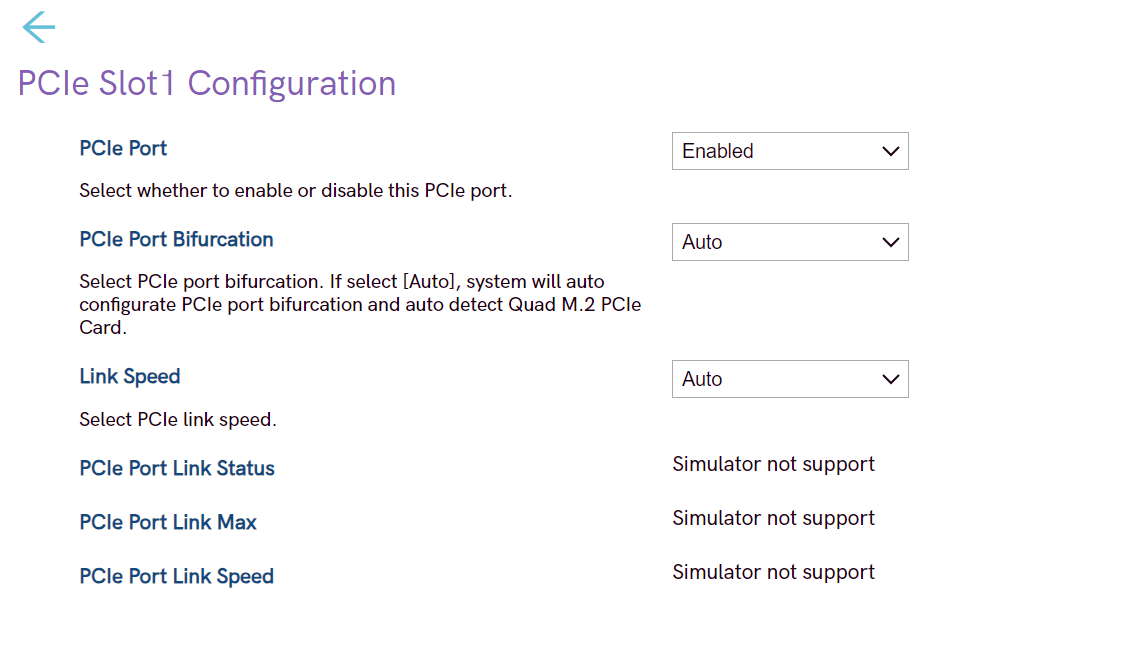 PCIe Slot1 Configuration
PCIe Port
Enabled
Select whether to enable or disable this PCIe port.
PCIe Port Bifurcation
Auto
Select PCIe port bifurcation. If select [Auto], system will auto
configurate PCIe port bifurcation and auto detect Quad M.2 PCIe
Card.
Link Speed
Auto
Select PCIe link speed.
PCIe Port Link Status
Simulator not support
PCIe Port Link Max
Simulator not support
PCIe Port Link Speed
Simulator not support